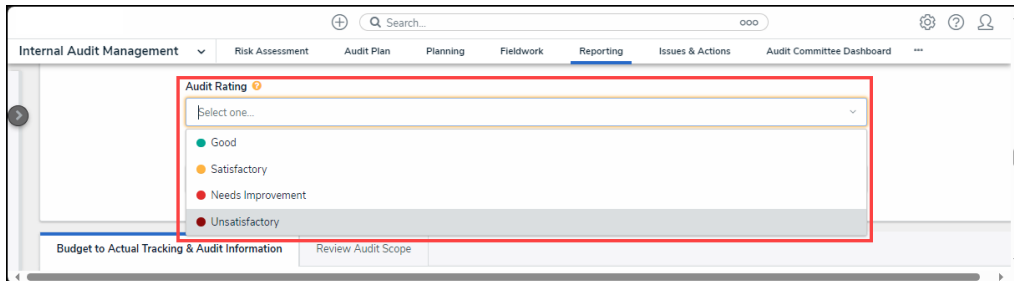 Search...
Internal Audit Management Risk Assessment Audit Plan Planning Fieldwork Reporting Issues & Actions Audit Committee Dashboard
Audit Rating
Select one...
Good
Satisfactory
Needs Improvement
Unsatisfactory
Budget to Actual Tracking & Audit Information Review Audit Scope